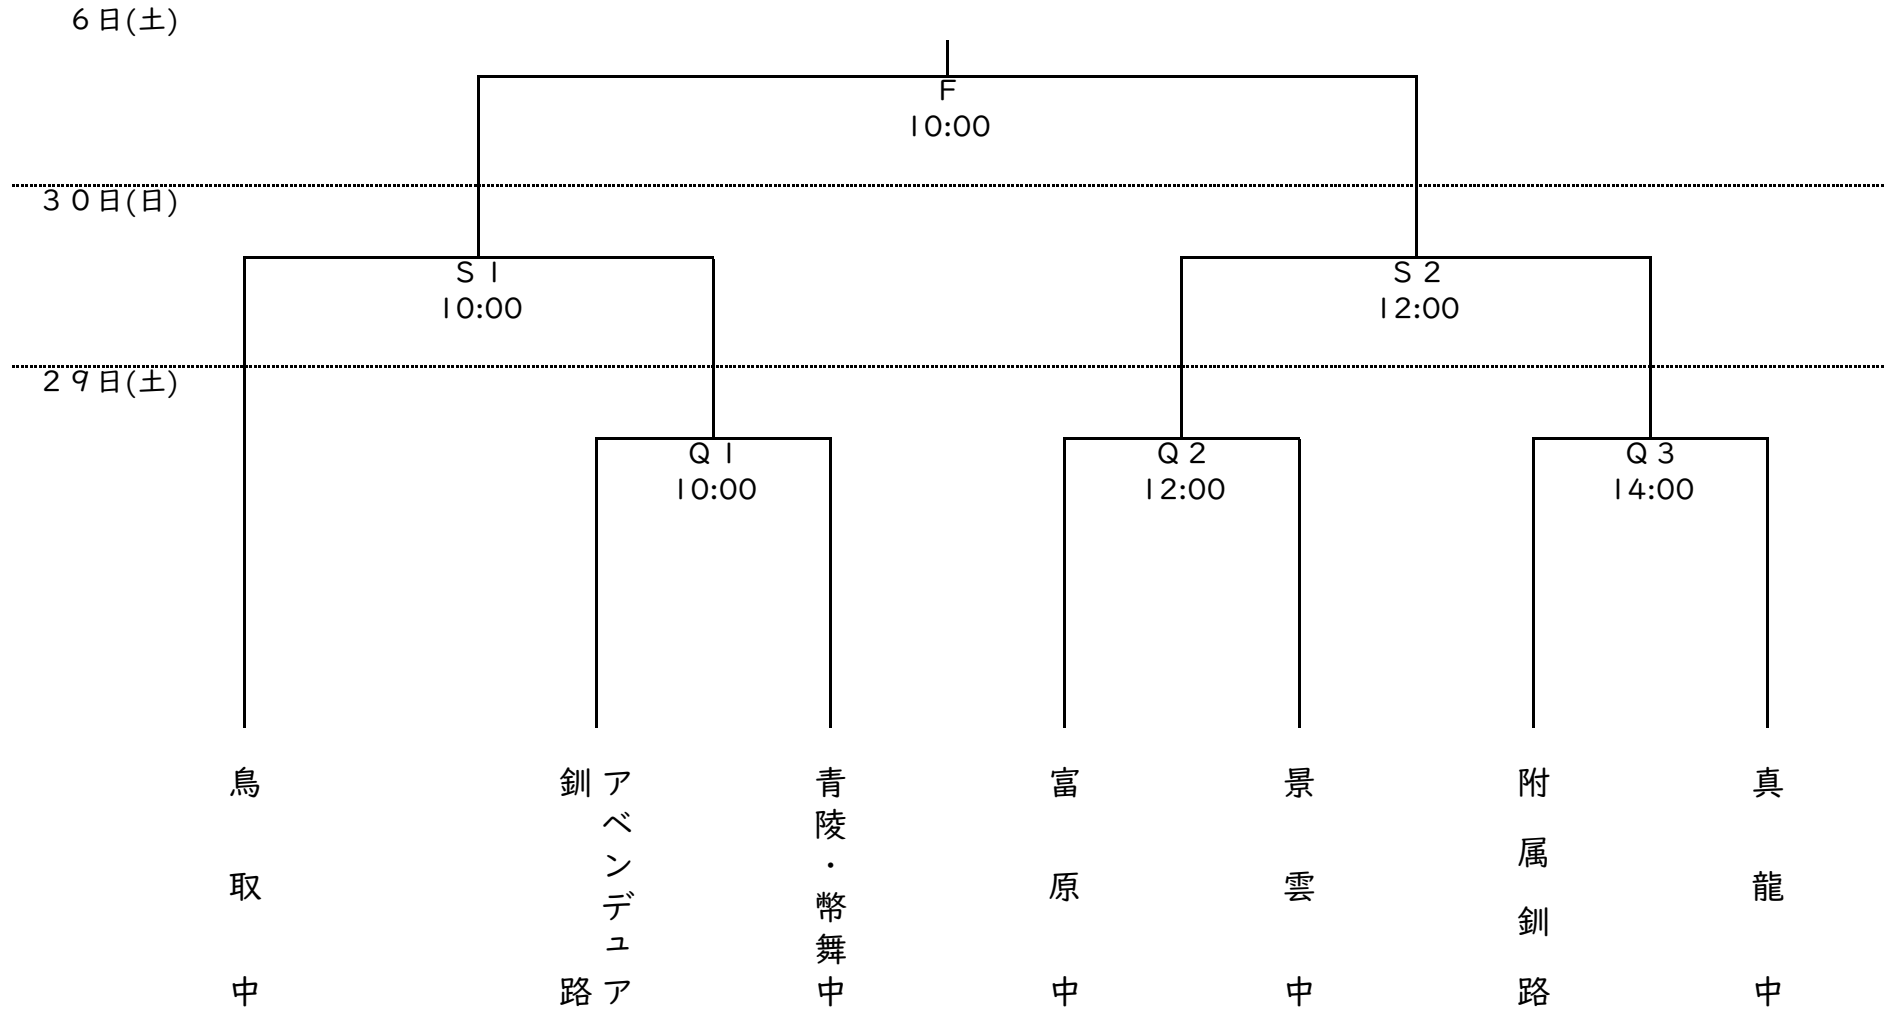 ６日(土)
F
10:00
３０日(日)
S１
10:00
S２
12:00
２９日(土)
Q１
10:00
Q２
12:00
Q３
14:00
鳥取中
アベンデュア
釧路
青陵・幣舞中
富原中
景雲中
附属釧路
真龍中